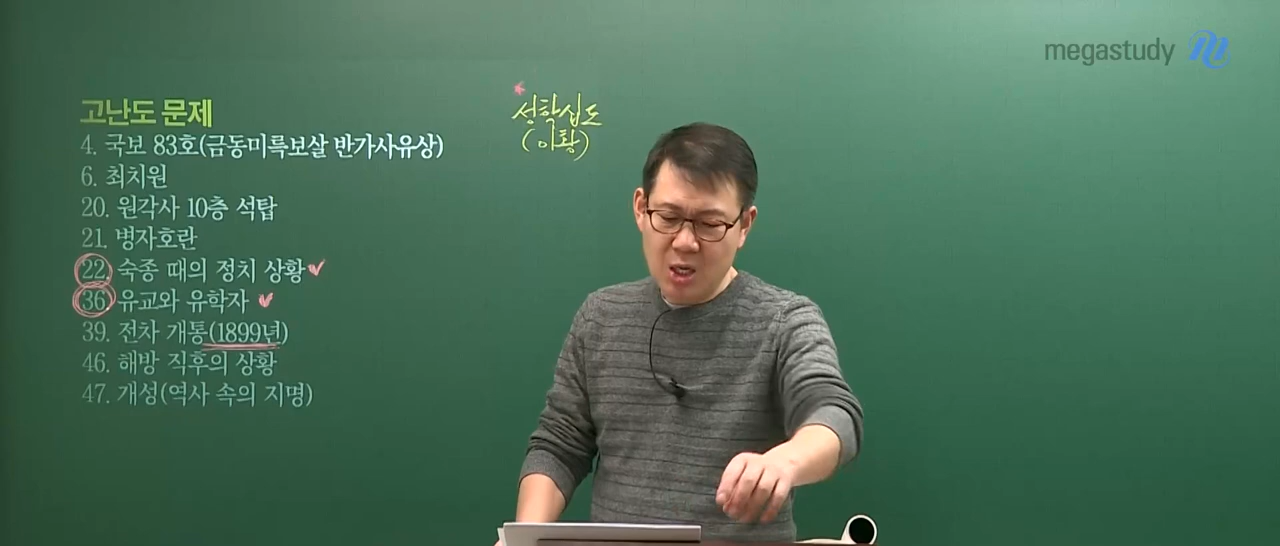 megastudy
고난도 문제
4. 국보 83호(금동미륵보살 반가사유상)
6. 최치원
20. 원각사 10층 석탑
21. 병자호란
22. 숙종 때의 정치 상황
36. 유교와 유학자
39. 전차 개통(1899년)
46. 해방 직후의 상황
47. 개성(역사 속의 지명)
성학십도
(이황)